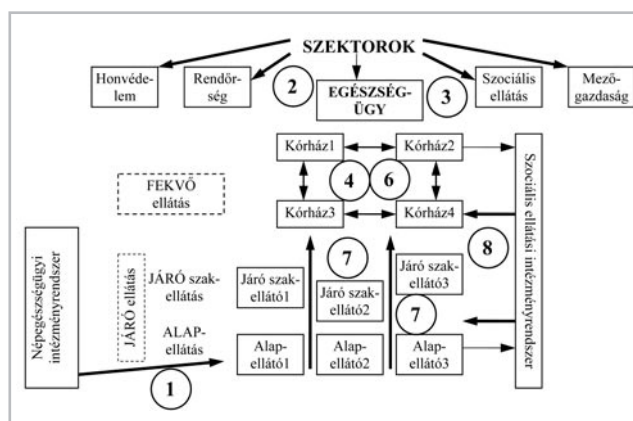 SZEKTOROK
Honvéde-
lem
Rendőr-
ség
2
EGÉSZSÉG-
ÜGY
3
Szociális
ellátás
Mező-
gazdaság
Kórház1
Kórház2
4
6
FEKVŐ
ellátás
Kórház3
Kórház4
8
Szociális ellátási
intézményrendszer
Népegészségügyi
intézményrendszer
JÁRÓ ellátás
JÁRÓ szak-
ellátás
Járó szak-
ellátó1
7
Járó szak-
ellátó2
Járó szak-
ellátó3
7
ALAP-
ellátás
Alap-
ellátó1
Alap-
ellátó2
Alap-
ellátó3
1